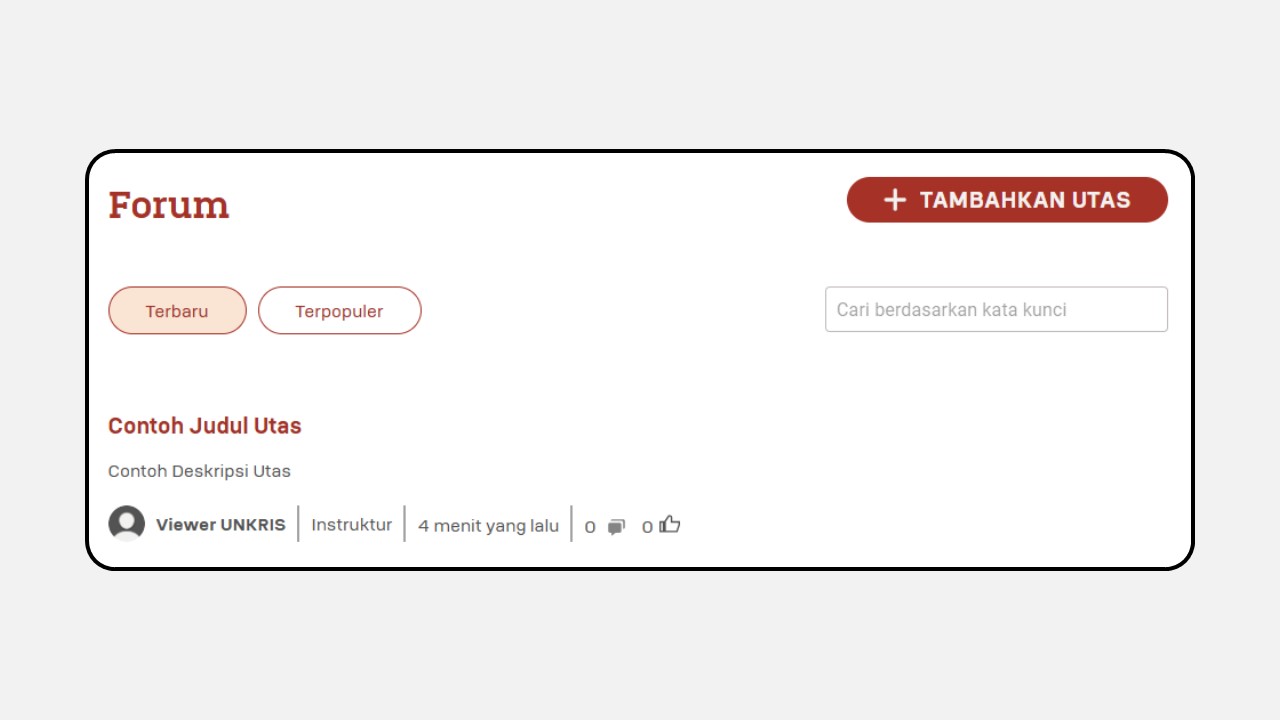 Forum
TAMBAHKAN UTAS
Terbaru
Terpopuler
Cari berdasarkan kata kunci
Contoh Judul Utas
Contoh Deskripsi Utas
Viewer UNKRIS Instruktur 4 menit yang lalu 0 0